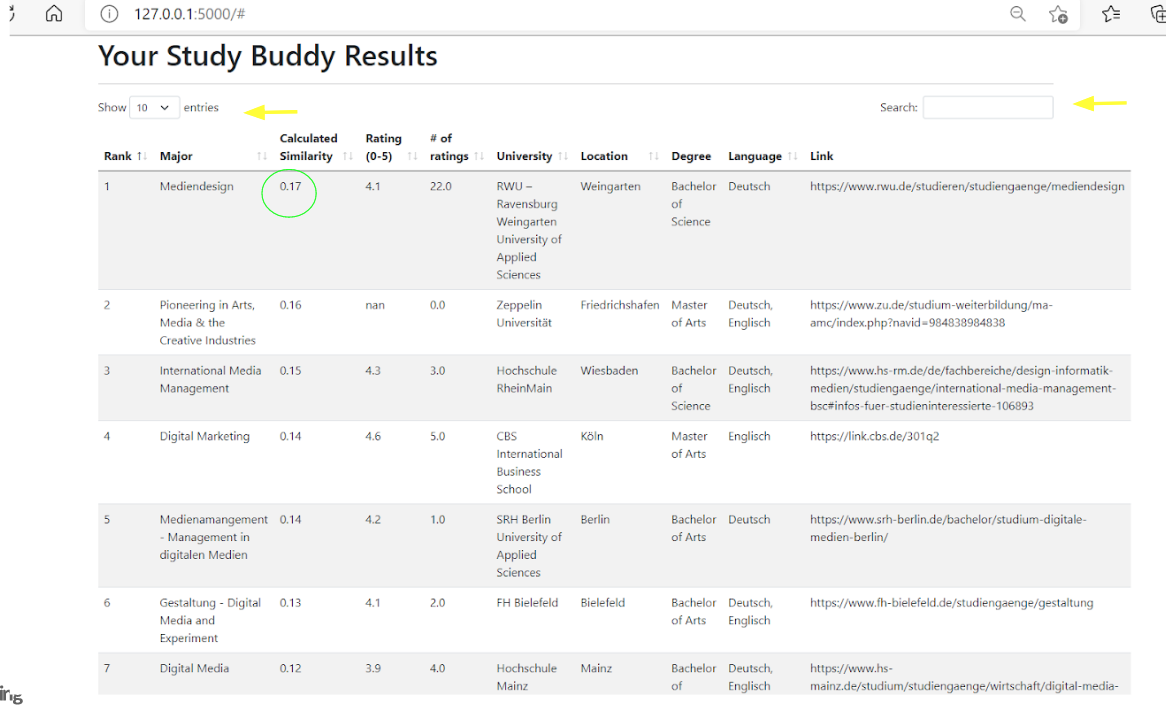 127.0.0.1:5000/#
Your Study Buddy Results
Show 10 entries Search:
Rank Major Calculated Similarity Rating (0-5) # of ratings University Location Degree Language Link
1 Mediendesign 0.17 4.1 22.0 RWU – Ravensburg Weingarten University of Applied Sciences Weingarten Bachelor of Science Deutsch https://www.rwu.de/studieren/studiengaenge/mediendesign
2 Pioneering in Arts, Media & the Creative Industries 0.16 nan 0.0 Zeppelin Universität Friedrichshafen Master of Arts Deutsch, Englisch https://www.zu.de/studium-weiterbildung/ma-amc/index.php?navid=984838984838
3 International Media Management 0.15 4.3 3.0 Hochschule RheinMain Wiesbaden Bachelor of Science Deutsch, Englisch https://www.hs-rm.de/de/fachbereiche/design-informatik-medien/studiengaenge/international-media-management-bsc#infos-fuer-studieninteressierte-106893
4 Digital Marketing 0.14 4.6 5.0 CBS International Business School Köln Master of Arts Englisch https://link.cbs.de/301q2
5 Medienamangement - Management in digitalen Medien 0.14 4.2 1.0 SRH Berlin University of Applied Sciences Berlin Bachelor of Arts Deutsch https://www.srh-berlin.de/bachelor/studium-digitale-medien-berlin/
6 Gestaltung - Digital Media and Experiment 0.13 4.1 2.0 FH Bielefeld Bielefeld Bachelor of Arts Deutsch, Englisch https://www.fh-bielefeld.de/studiengaenge/gestaltung
7 Digital Media 0.12 3.9 4.0 Hochschule Mainz Mainz Bachelor of Deutsch, Englisch https://www.hs-mainz.de/studium/studiengaenge/wirtschaft/digital-media-